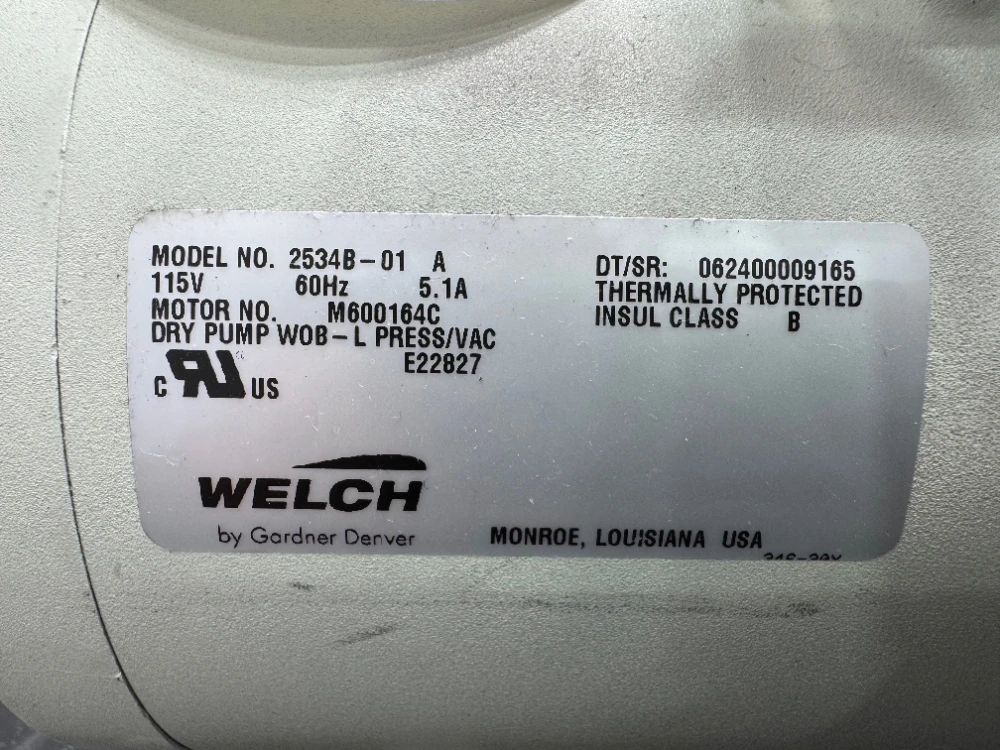 MODEL NO. 2534B-01 A
115V 60Hz 5.1A
MOTOR NO. M600164C
DRY PUMP WOB-L PRESS/VAC
E22827
C RU US
DT/SR: 062400009165
THERMALLY PROTECTED
INSUL CLASS B
WELCH
by Gardner Denver
MONROE, LOUISIANA USA